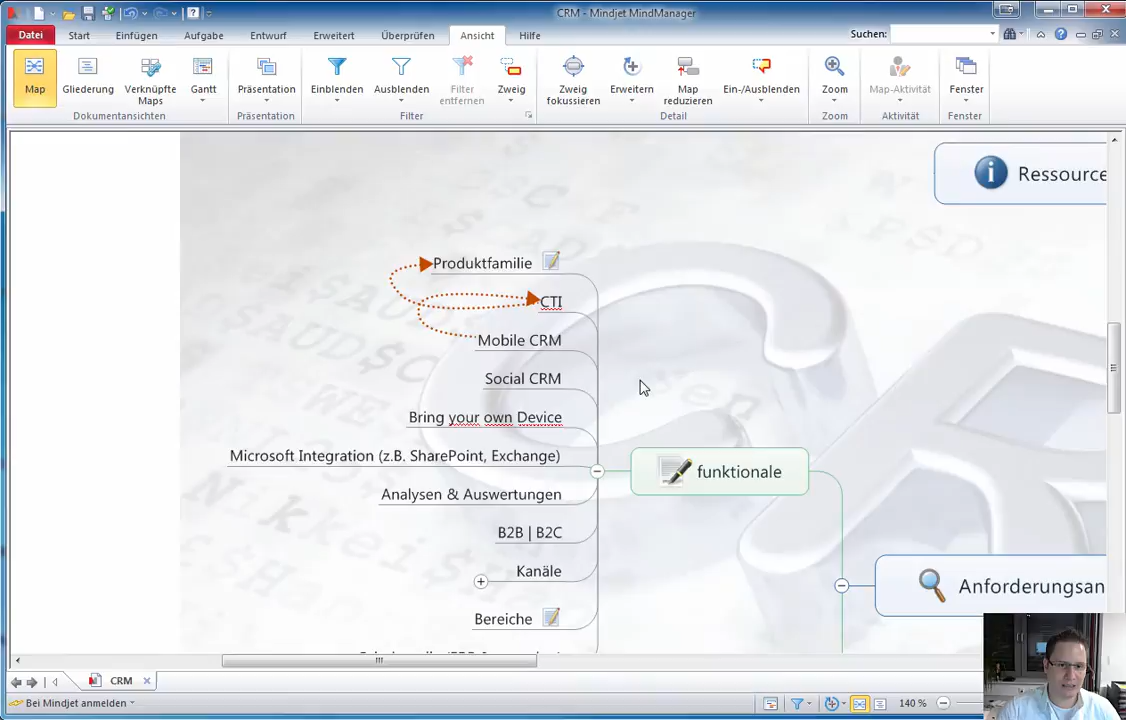 CRM - Mindjet MindManager
Datei Start Einfügen Aufgabe Entwurf Erweitert Überprüfen Ansicht Hilfe Suchen:
Map Gliederung Verknüpfte Maps Gantt Präsentation Einblenden Ausblenden Filter entfernen Zweig Zweig fokussieren Erweitern Map reduzieren Ein-/Ausblenden Zoom Map-Aktivität Fenster
Dokumentansichten Präsentation Filter Detail Zoom Aktivität Fenster
Ressource
Produktfamilie
CTI
Mobile CRM
Social CRM
Bring your own Device
Microsoft Integration (z.B. SharePoint, Exchange)
funktionale
Analysen & Auswertungen
B2B | B2C
Kanäle
Anforderungsan
Bereiche
CRM
Bei Mindjet anmelden
140 %